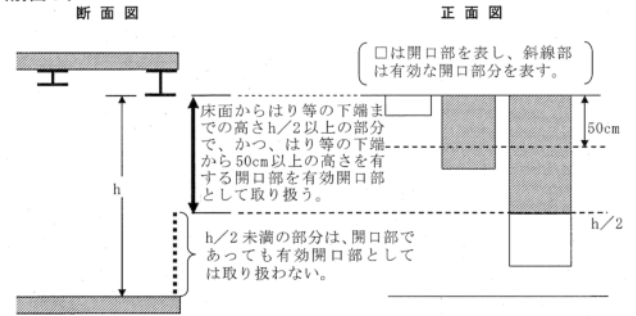 断面図
正面図
□は開口部を表し、斜線部
は有効な開口部分を表す。
床面からはり等の下端ま
での高さh/2以上の部分
で、かつ、はり等の下端
から50cm以上の高さを有
する開口部を有効開口部
として取り扱う。
50cm
h
h/2
h/2未満の部分は、開口部で
あっても有効開口部として
は取り扱わない。